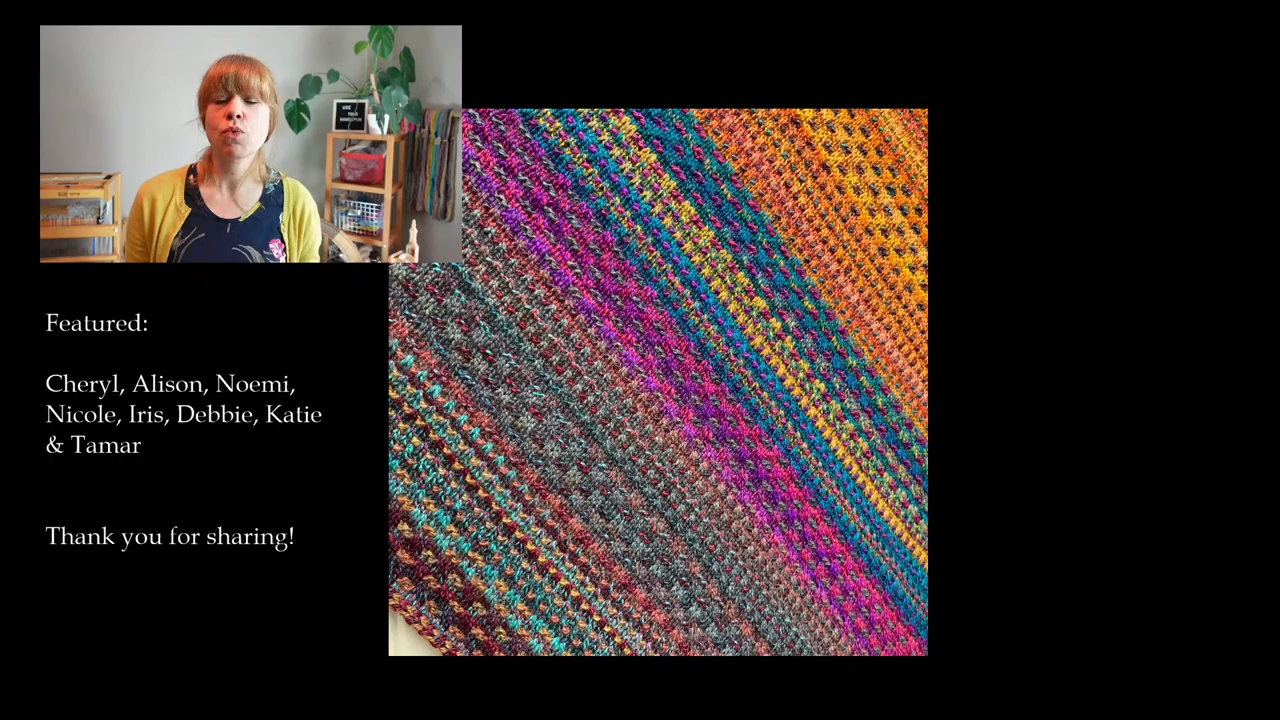 Featured:
Cheryl, Alison, Noemi,
Nicole, Iris, Debbie, Katie
& Tamar
Thank you for sharing!